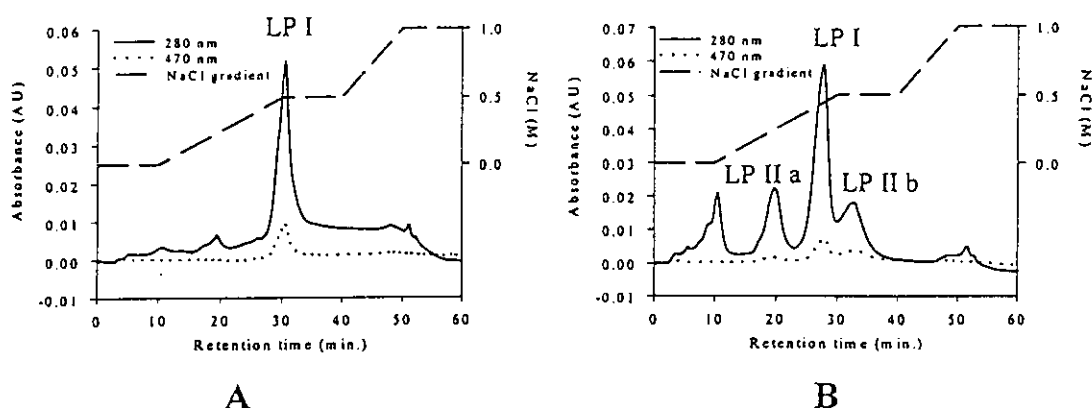 LP I
0.06
0.05
0.04
0.03
0.02
0.01
0.00
-0.01
Absorbance (AU)
280 nm
470 nm
NaCl gradient
1.0
0.5
0.0
NaCl (M)
0 10 20 30 40 50 60
Retention time (min.)
A
LP I
LP II a
LP II b
0.07
0.06
0.05
0.04
0.03
0.02
0.01
0.00
-0.01
Absorbance (AU)
280 nm
470 nm
NaCl gradient
1.0
0.5
0.0
NaCl (M)
0 10 20 30 40 50 60
Retention time (min.)
B